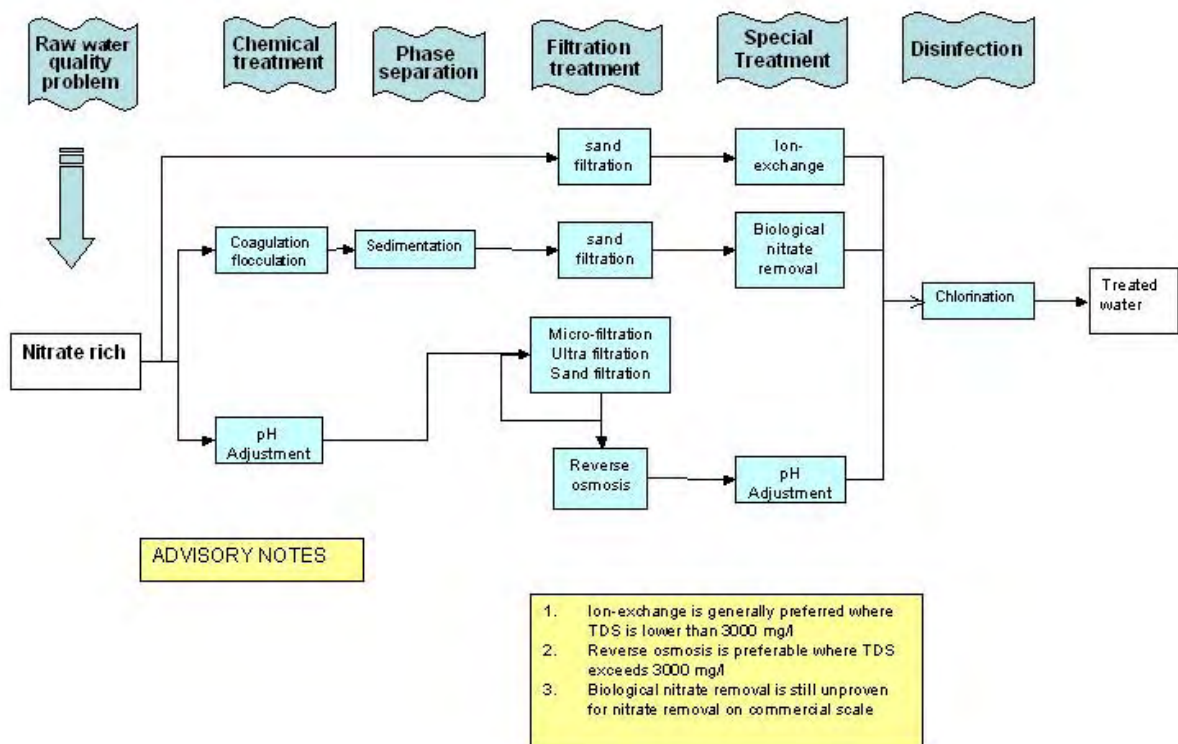 Raw water
quality
problem
Chemical
treatment
Phase
separation
Filtration
treatment
Special
Treatment
Disinfection
sand
filtration
Ion-
exchange
Coagulation
flocculation
Sedimentation
sand
filtration
Biological
nitrate
removal
Chlorination
Treated
water
Nitrate rich
Micro-filtration
Ultra filtration
Sand filtration
pH
Adjustment
Reverse
osmosis
pH
Adjustment
ADVISORY NOTES
1. Ion-exchange is generally preferred where
TDS is lower than 3000 mg/l
2. Reverse osmosis is preferable where TDS
exceeds 3000 mg/l
3. Biological nitrate removal is still unproven
for nitrate removal on commercial scale